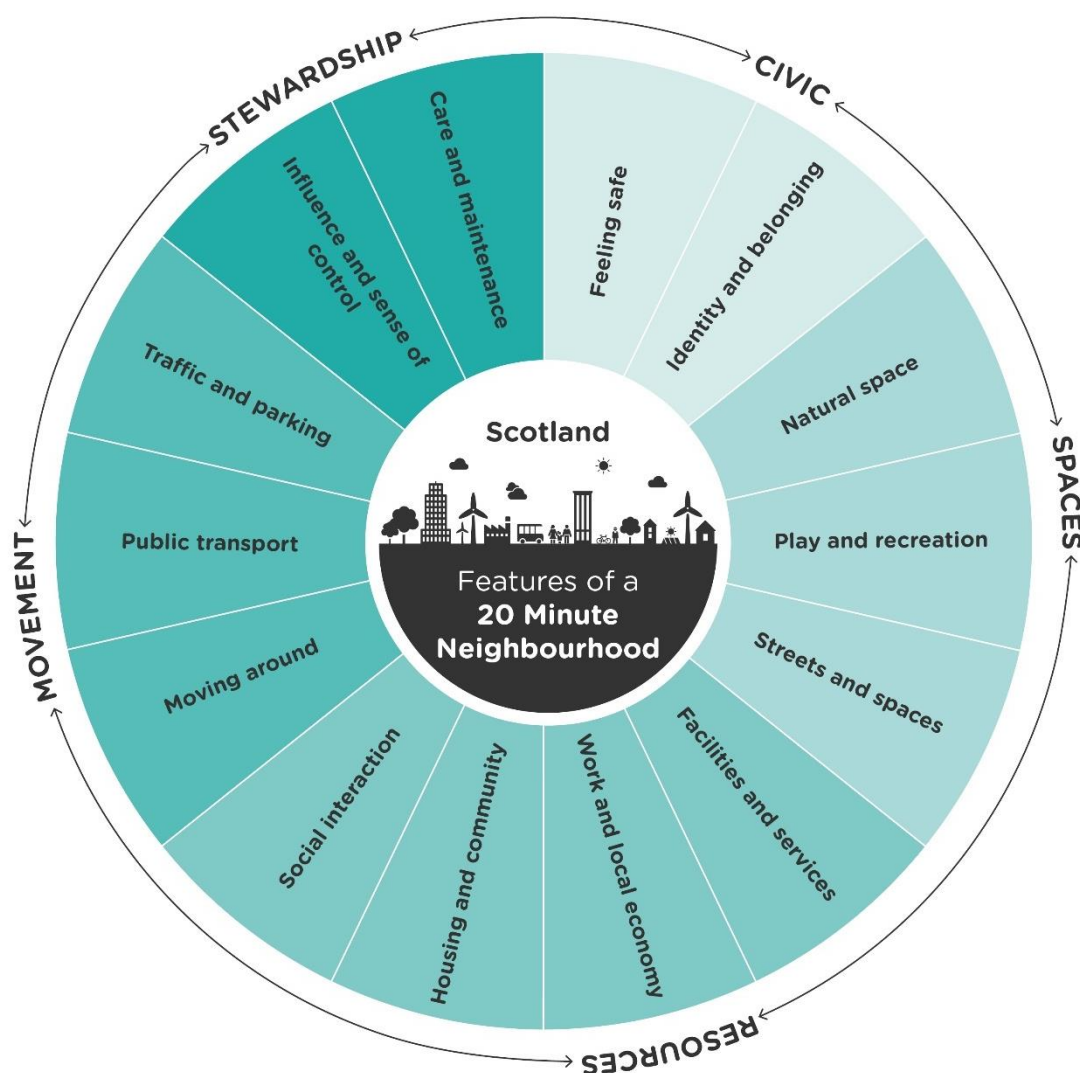 STEWARDSHIP
CIVIC
SPACES
RESOURCES
MOVEMENT
Care and maintenance
Feeling safe
Identity and belonging
Natural space
Play and recreation
Streets and spaces
Facilities and services
Work and local economy
Housing and community
Social interaction
Moving around
Public transport
Traffic and parking
Influence and sense of
control
Scotland
Features of a
20 Minute
Neighbourhood